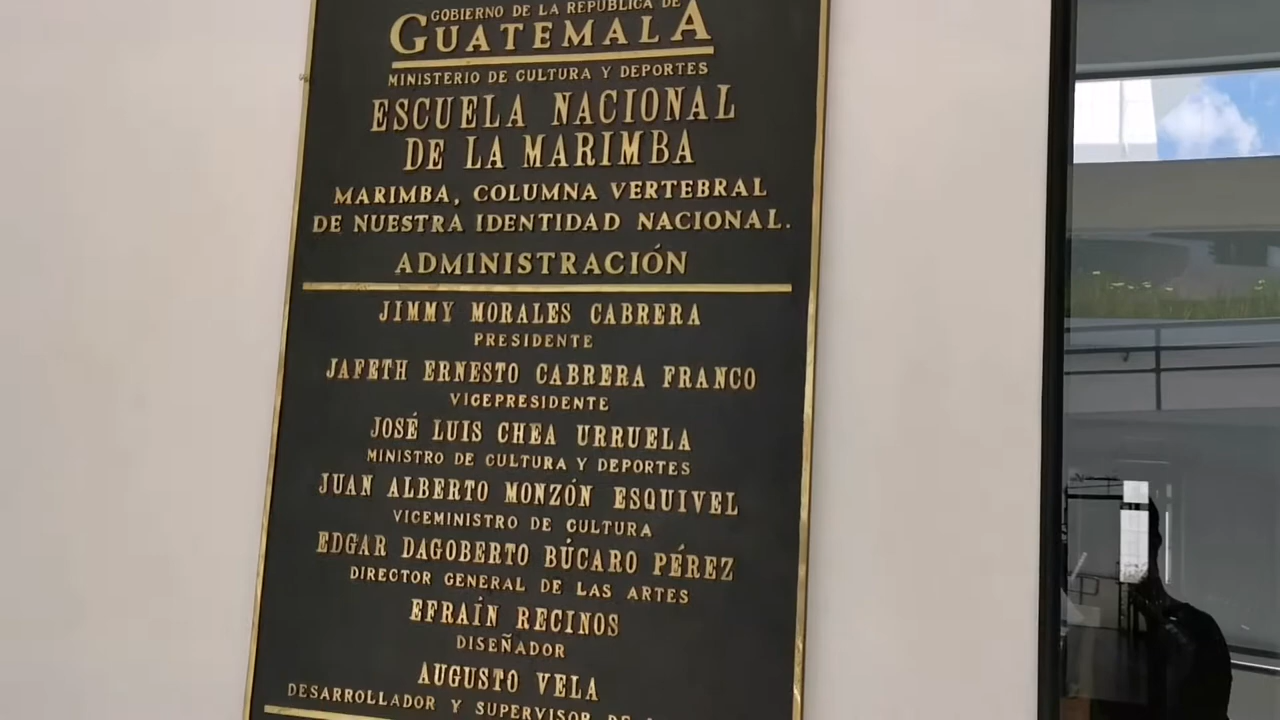 GOBIERNO DE LA REPÚBLICA DE
GUATEMALA
MINISTERIO DE CULTURA Y DEPORTES
ESCUELA NACIONAL
DE LA MARIMBA
MARIMBA, COLUMNA VERTEBRAL
DE NUESTRA IDENTIDAD NACIONAL.
ADMINISTRACIÓN
JIMMY MORALES CABRERA
PRESIDENTE
JAFETH ERNESTO CABRERA FRANCO
VICEPRESIDENTE
JOSÉ LUIS CHEA URRUELA
MINISTRO DE CULTURA Y DEPORTES
JUAN ALBERTO MONZÓN ESQUIVEL
VICEMINISTRO DE CULTURA
EDGAR DAGOBERTO BÚCARO PÉREZ
DIRECTOR GENERAL DE LAS ARTES
EFRAÍN RECINOS
DISEÑADOR
AUGUSTO VELA
DESARROLLADOR Y SUPERVISOR DE